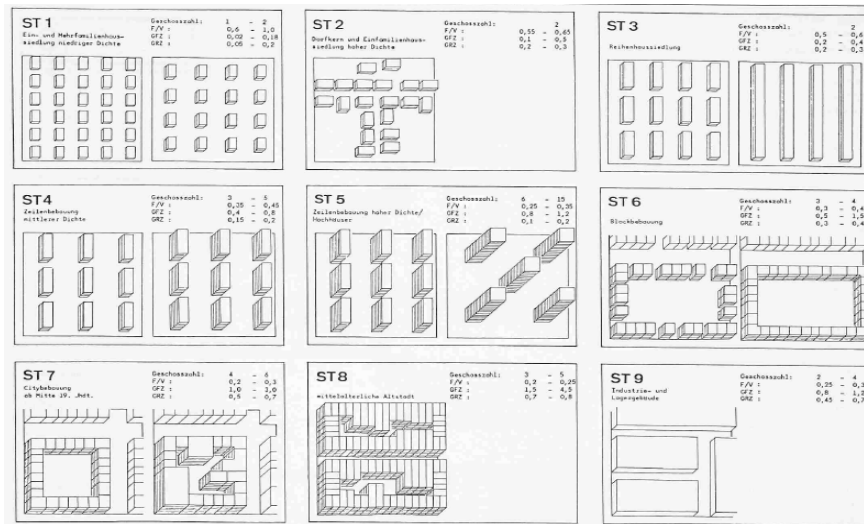 ST 1
Ein- und Mehrfamilienhaus-
siedlung niedriger Dichte
Geschosszahl: 1 - 2
F/V : 0,6 - 1,0
GFZ : 0,02 - 0,18
GRZ : 0,05 - 0,2
ST 2
Dorfkern und Einfamilienhaus-
siedlung hoher Dichte
Geschosszahl: 2
F/V : 0,55 - 0,65
GFZ : 0,1 - 0,5
GRZ : 0,2 - 0,3
ST 3
Reihenhaussiedlung
Geschosszahl: 2
F/V : 0,5 - 0,6
GFZ : 0,2 - 0,4
GRZ : 0,2 - 0,3
ST4
Zeilenbebauung
mittlerer Dichte
Geschosszahl: 3 - 5
F/V : 0,35 - 0,45
GFZ : 0,4 - 0,8
GRZ : 0,15 - 0,2
ST 5
Zeilenbebauung hoher Dichte/
Hochhäuser
Geschosszahl: 6 - 15
F/V : 0,25 - 0,35
GFZ : 0,8 - 1,2
GRZ : 0,1 - 0,2
ST 6
Blockbebauung
Geschosszahl: 3 - 4
F/V : 0,3 - 0,4
GFZ : 0,5 - 1,5
GRZ : 0,3 - 0,4
ST 7
Citybebauung
ab Mitte 19. Jhdt.
Geschosszahl: 4 - 6
F/V : 0,2 - 0,3
GFZ : 1,0 - 1,0
GRZ : 0,5 - 0,7
ST8
mittelalterliche Altstadt
Geschosszahl: 3 - 5
F/V : 0,2 - 0,25
GFZ : 1,5 - 4,5
GRZ : 0,7 - 0,8
ST 9
Industrie- und
Lagergebäude
Geschosszahl: 2 - 4
F/V : 0,25 - 0,3
GFZ : 0,8 - 1,2
GRZ : 0,45 - 0,7